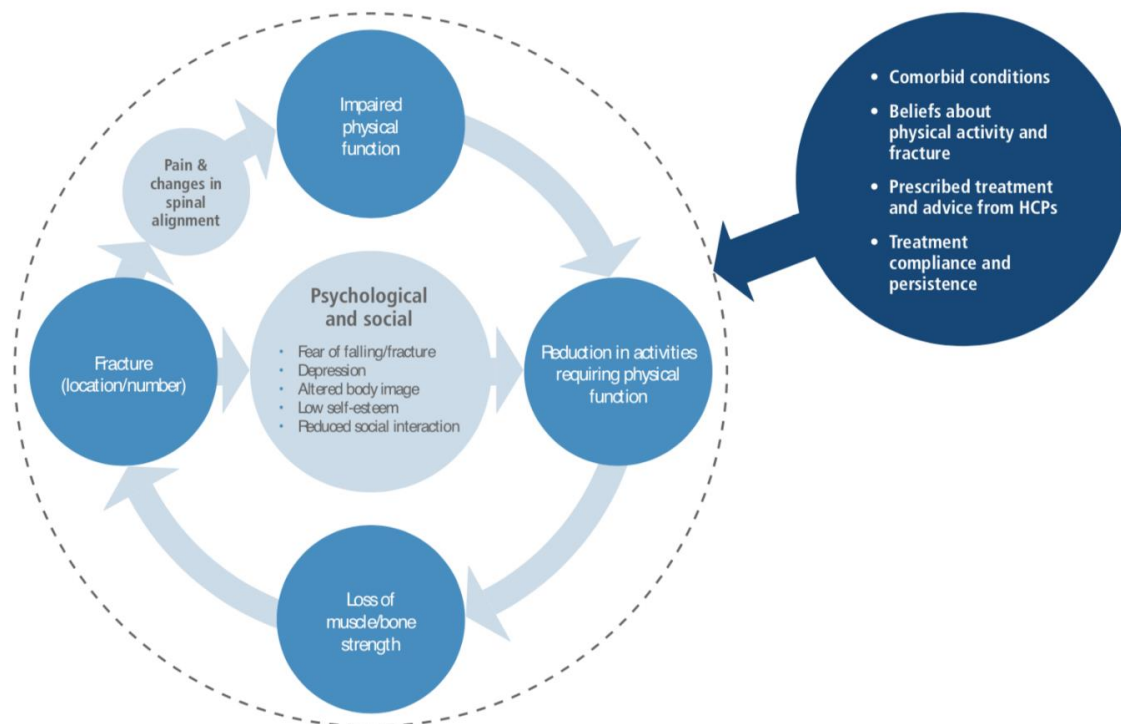 Impaired
physical
function
Pain &
changes in
spinal
alignment
Fracture
(location/number)
Psychological
and social
• Fear of falling/fracture
• Depression
• Altered body image
• Low self-esteem
• Reduced social interaction
Reduction in activities
requiring physical
function
Loss of
muscle/bone
strength
• Comorbid conditions
• Beliefs about
physical activity and
fracture
• Prescribed treatment
and advice from HCPs
• Treatment
compliance and
persistence